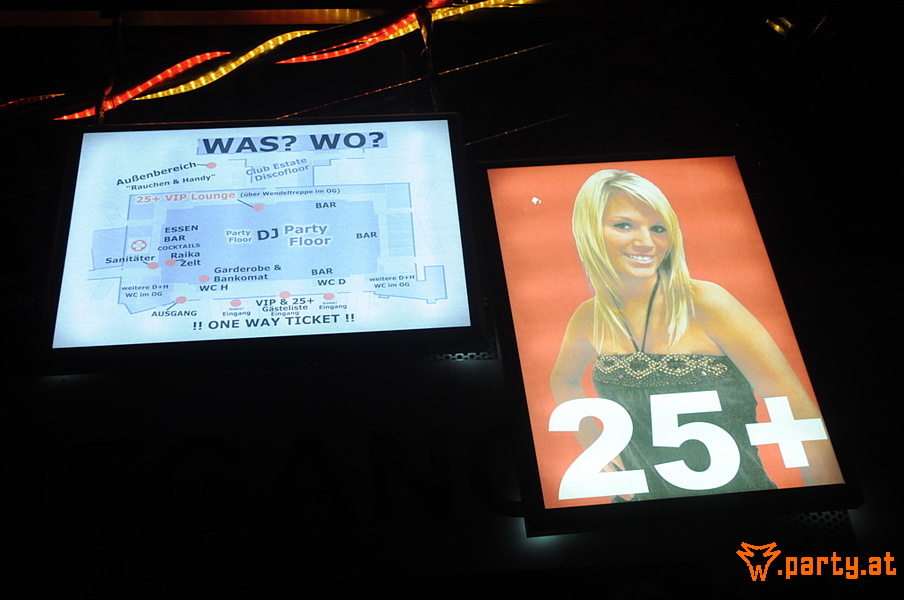 WAS? WO?
Außenbereich
"Rauchen & Handy"
Club Estate
Discofloor
25+ VIP Lounge (über Wendeltreppe im OG)
BAR
ESSEN
BAR
COCKTAILS
Party
Floor
DJ Party
Floor
BAR
Sanitäter
Raika
Zelt
Garderobe &
Bankomat
BAR
WC H
WC D
weitere D+H
WC im OG
weitere D+H
WC im OG
AUSGANG
Eingang
VIP & 25+
Gästeliste
Eingang
Eingang
!! ONE WAY TICKET !!
25+
W.party.at